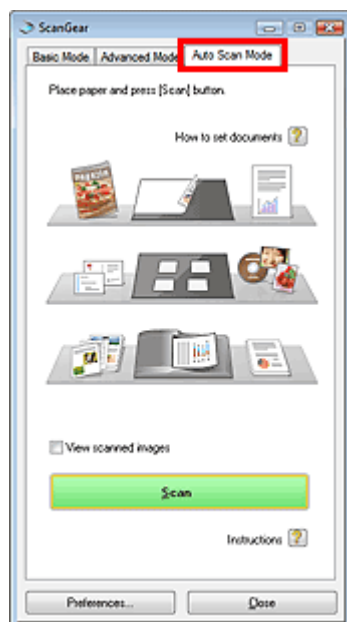 ScanGear
Basic Mode Advanced Mode Auto Scan Mode
Place paper and press [Scan] button.
How to set documents ?
View scanned images
Scan
Instructions ?
Preferences... Close